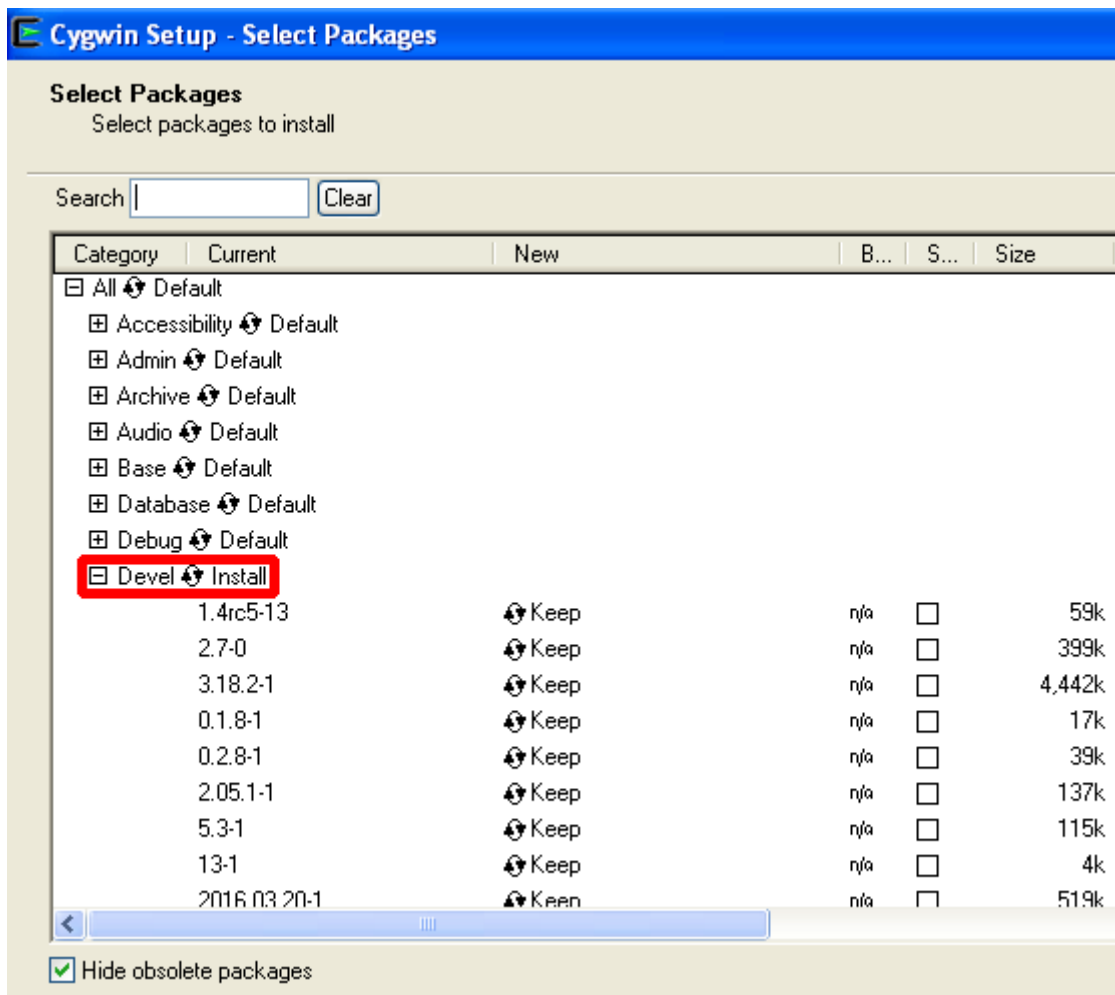 Cygwin Setup - Select Packages
Select Packages
Select packages to install
Search Clear
Category Current New B... S... Size
All Default
Accessibility Default
Admin Default
Archive Default
Audio Default
Base Default
Database Default
Debug Default
Devel Install
1.4rc5-13 Keep n/a 59k
2.7-0 Keep n/a 399k
3.18.2-1 Keep n/a 4,442k
0.1.8-1 Keep n/a 17k
0.2.8-1 Keep n/a 39k
2.05.1-1 Keep n/a 137k
5.3-1 Keep n/a 115k
13-1 Keep n/a 4k
2016.03.20-1 Keep n/a 519k
Hide obsolete packages